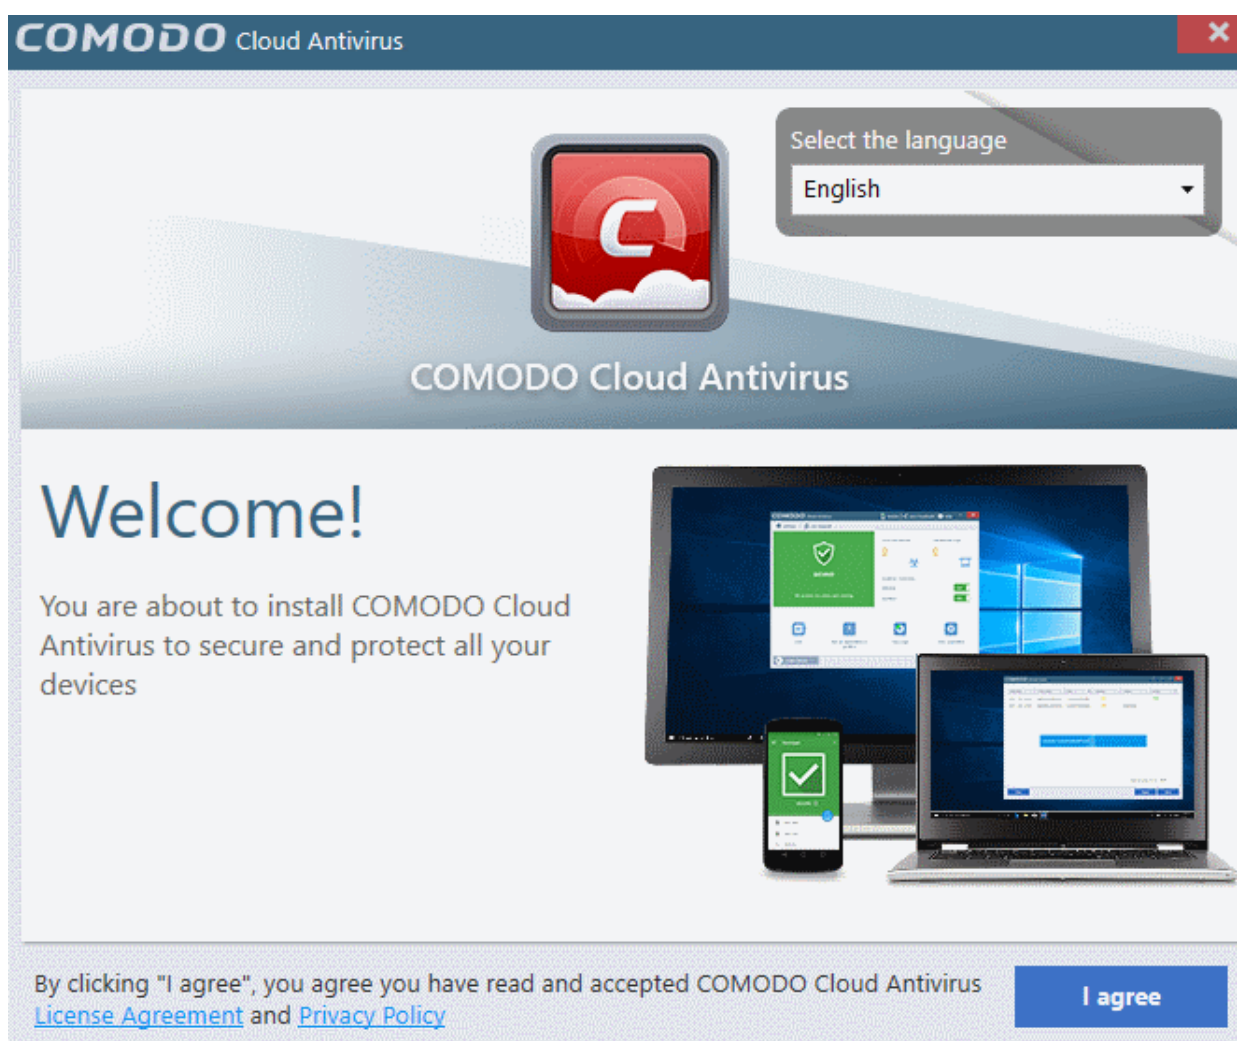 COMODO Cloud Antivirus
Select the language
English
COMODO Cloud Antivirus
Welcome!
You are about to install COMODO Cloud
Antivirus to secure and protect all your
devices
By clicking "I agree", you agree you have read and accepted COMODO Cloud Antivirus
License Agreement and Privacy Policy
I agree